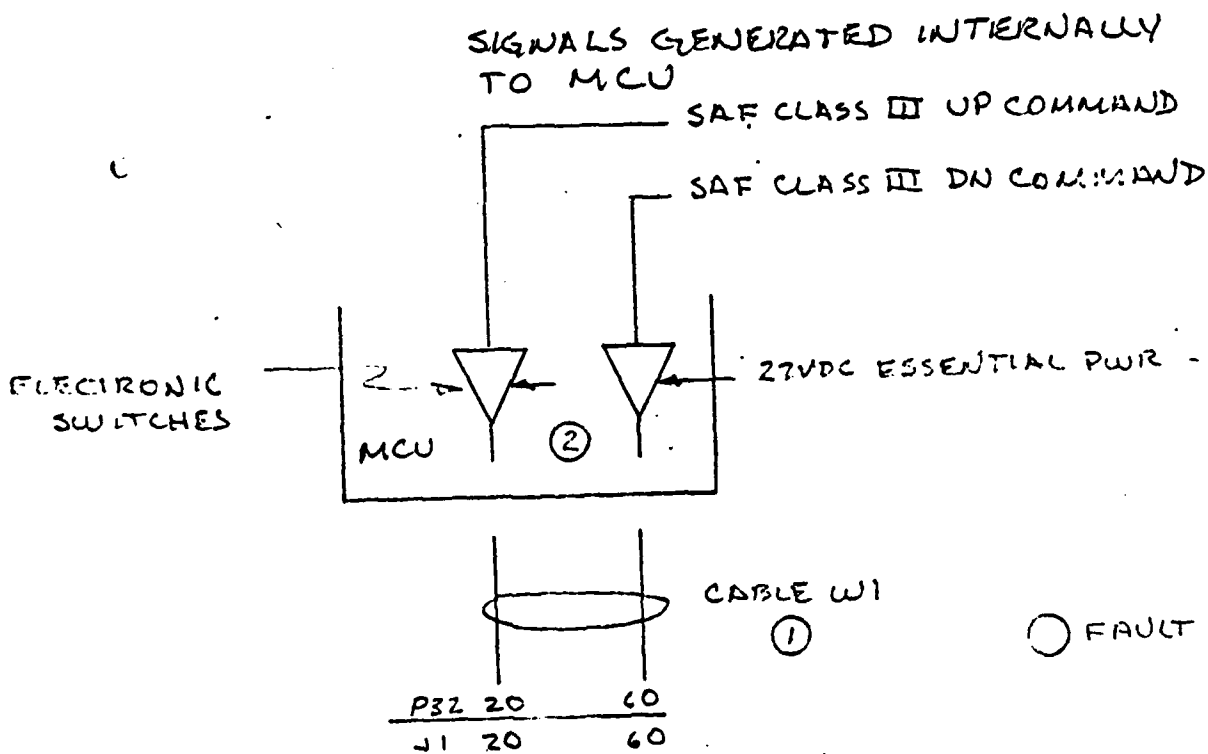 SIGNALS GENERATED INTERNALLY
TO MCU
SAF CLASS III UP COMMAND
SAF CLASS III DN COMMAND
ELECTRONIC
SWITCHES
2
27VDC ESSENTIAL PWR
MCU
2
CABLE W1
1
FAULT
P32 20 60
J1 20 60